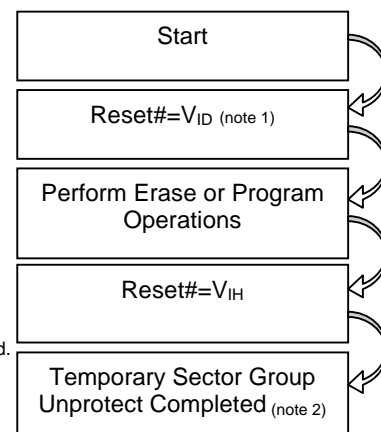 Start
Reset#=VID (note 1)
Perform Erase or Program
Operations
Reset#=VIH
d.
Temporary Sector Group
Unprotect Completed (note 2)